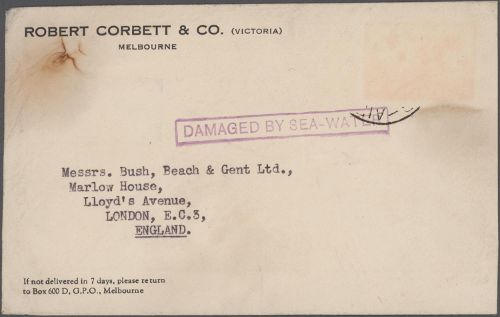 ROBERT CORBETT & CO. (VICTORIA)
MELBOURNE
DAMAGED BY SEA-WATER
Messrs. Bush, Beach & Gent Ltd.,
Marlow House,
Lloyd's Avenue,
LONDON, E.C.3,
ENGLAND.
If not delivered in 7 days, please return
to Box 600 D, G.P.O., Melbourne